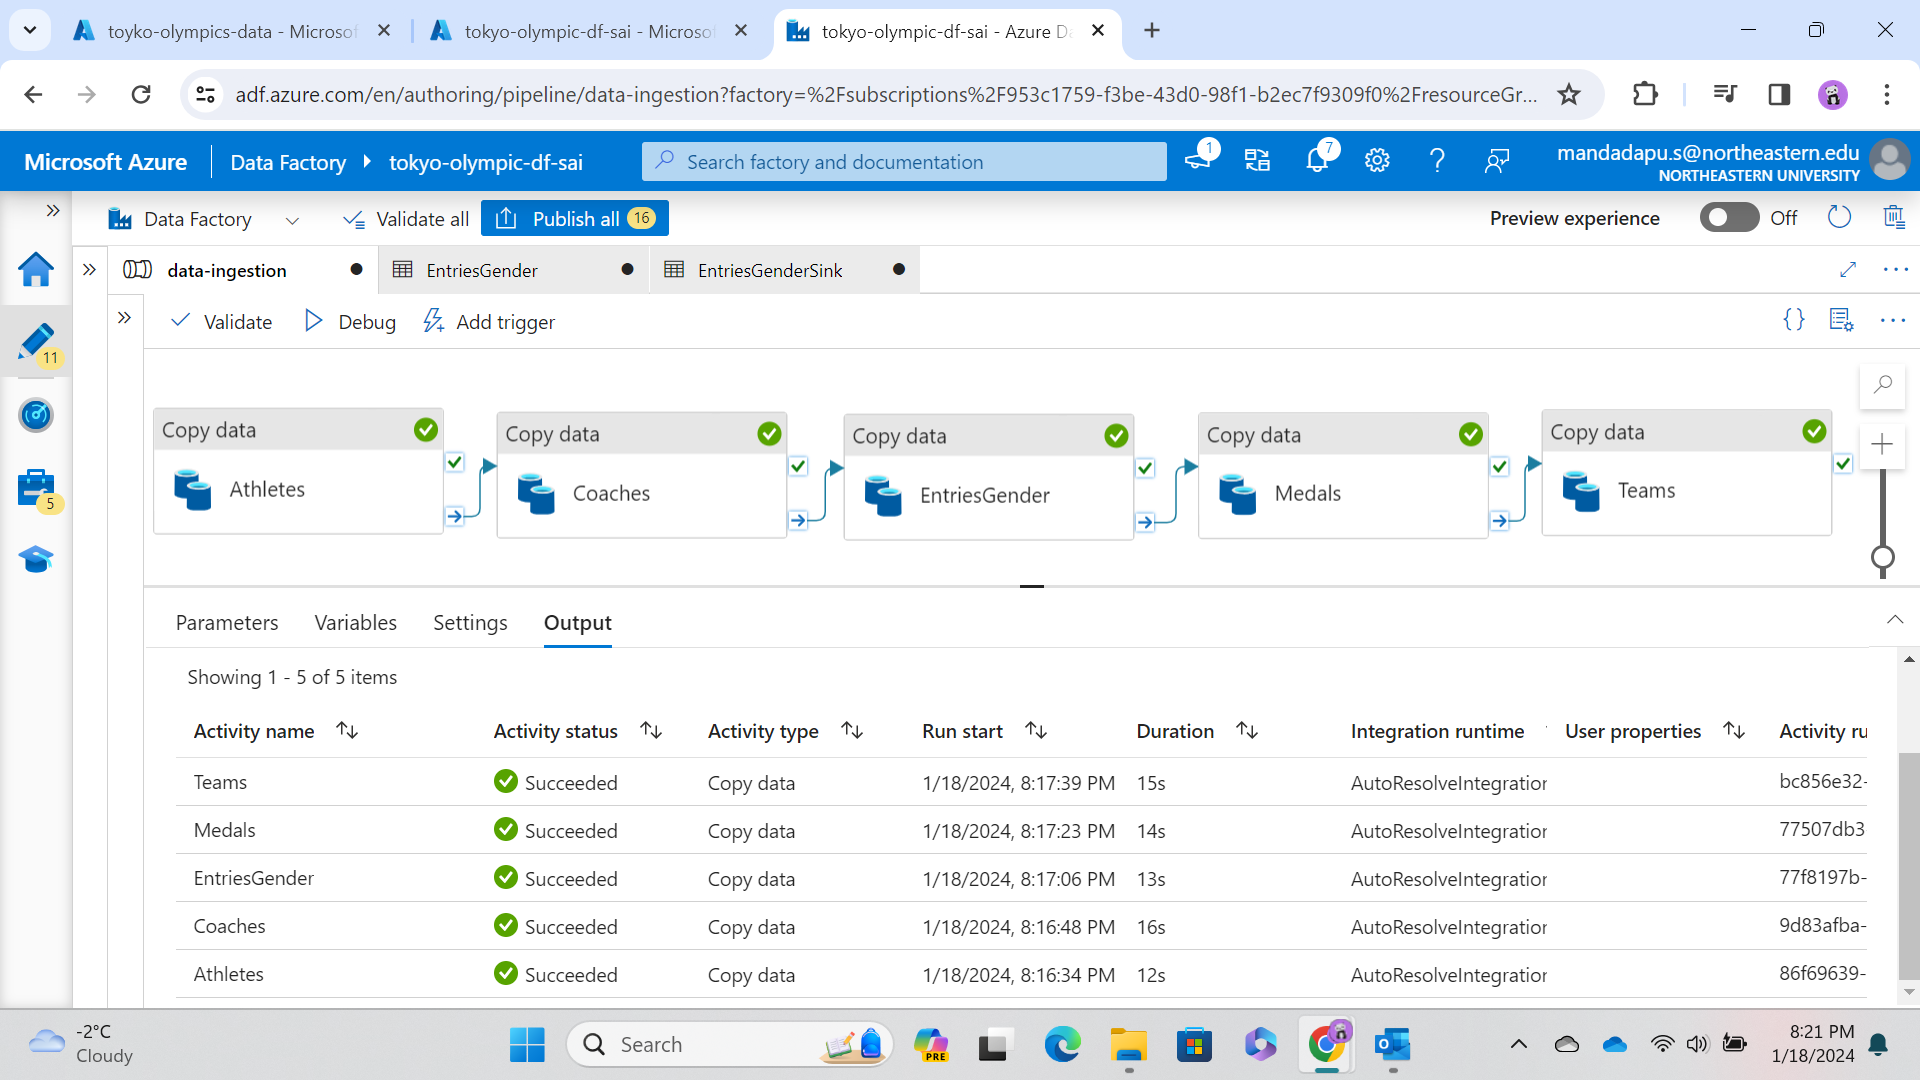 toyko-olympics-data - Microsof
tokyo-olympic-df-sai - Microsof
tokyo-olympic-df-sai - Azure Da
adf.azure.com/en/authoring/pipeline/data-ingestion?factory=%2Fsubscriptions%2F953c1759-f3be-43d0-98f1-b2ec7f9309f0%2FresourceGr...
Microsoft Azure
Data Factory
tokyo-olympic-df-sai
Search factory and documentation
1
7
mandadapu.s@northeastern.edu
NORTHEASTERN UNIVERSITY
Data Factory
Validate all
Publish all
16
Preview experience
Off
data-ingestion
EntriesGender
EntriesGenderSink
11
5
Validate
Debug
Add trigger
Copy data
Athletes
Copy data
Coaches
Copy data
EntriesGender
Copy data
Medals
Copy data
Teams
Parameters
Variables
Settings
Output
Showing 1 - 5 of 5 items
Activity name
Activity status
Activity type
Run start
Duration
Integration runtime
User properties
Activity ru
Teams Succeeded Copy data 1/18/2024, 8:17:39 PM 15s AutoResolveIntegration bc856e32-
Medals Succeeded Copy data 1/18/2024, 8:17:23 PM 14s AutoResolveIntegration 77507db3
EntriesGender Succeeded Copy data 1/18/2024, 8:17:06 PM 13s AutoResolveIntegration 77f8197b-
Coaches Succeeded Copy data 1/18/2024, 8:16:48 PM 16s AutoResolveIntegration 9d83afba-
Athletes Succeeded Copy data 1/18/2024, 8:16:34 PM 12s AutoResolveIntegration 86f69639-
-2°C
Cloudy
Search
PRE
8:21 PM
1/18/2024